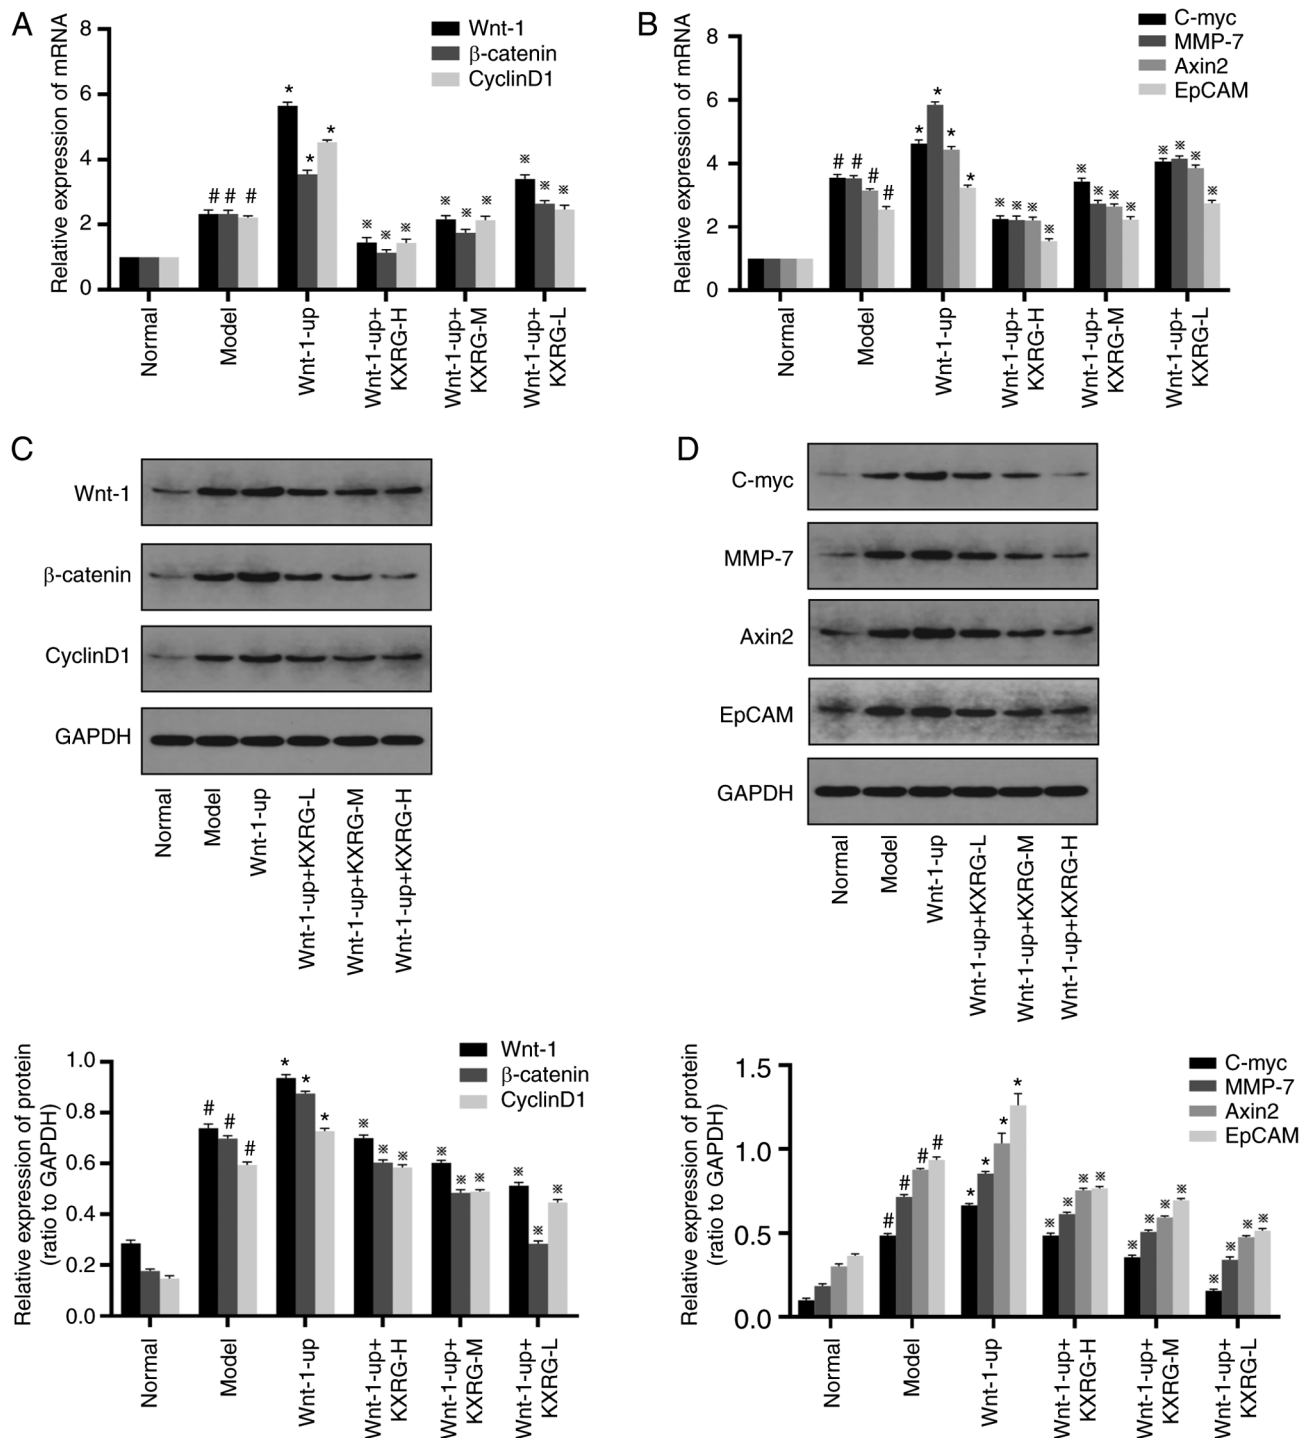 A
Relative expression of mRNA
8
6
4
2
0
Wnt-1
β-catenin
CyclinD1
# # #
* * *
※ ※ ※
※ ※ ※
※ ※ ※
Normal
Model
Wnt-1-up
Wnt-1-up+
KXRG-H
Wnt-1-up+
KXRG-M
Wnt-1-up+
KXRG-L
B
Relative expression of mRNA
8
6
4
2
0
C-myc
MMP-7
Axin2
EpCAM
# # # #
* * * *
※ ※ ※ ※
※ ※ ※ ※
※ ※ ※ ※
Normal
Model
Wnt-1-up
Wnt-1-up+
KXRG-H
Wnt-1-up+
KXRG-M
Wnt-1-up+
KXRG-L
C
Wnt-1
β-catenin
CyclinD1
GAPDH
Normal
Model
Wnt-1-up
Wnt-1-up+KXRG-L
Wnt-1-up+KXRG-M
Wnt-1-up+KXRG-H
D
C-myc
MMP-7
Axin2
EpCAM
GAPDH
Normal
Model
Wnt-1-up
Wnt-1-up+KXRG-L
Wnt-1-up+KXRG-M
Wnt-1-up+KXRG-H
Relative expression of protein
(ratio to GAPDH)
1.0
0.8
0.6
0.4
0.2
0.0
Wnt-1
β-catenin
CyclinD1
# # #
* * *
※ ※ ※
※ ※ ※
※ ※ ※
Normal
Model
Wnt-1-up
Wnt-1-up+
KXRG-H
Wnt-1-up+
KXRG-M
Wnt-1-up+
KXRG-L
Relative expression of protein
(ratio to GAPDH)
1.5
1.0
0.5
0.0
C-myc
MMP-7
Axin2
EpCAM
# # # #
* * * *
※ ※ ※ ※
※ ※ ※ ※
※ ※ ※ ※
Normal
Model
Wnt-1-up
Wnt-1-up+
KXRG-H
Wnt-1-up+
KXRG-M
Wnt-1-up+
KXRG-L